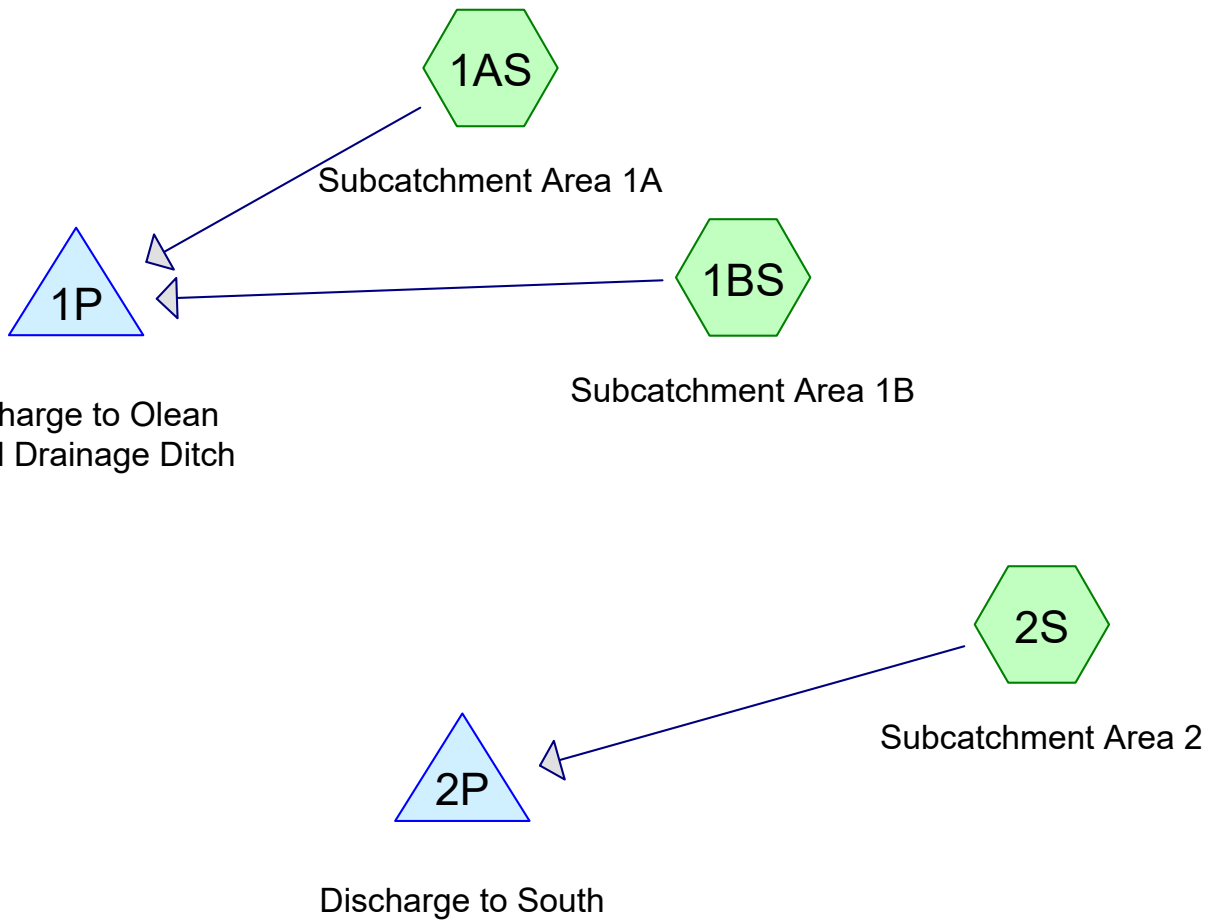 1AS
Subcatchment Area 1A
1P
1BS
Subcatchment Area 1B
to Olean
Drainage Ditch
2S
Subcatchment Area 2
2P
Discharge to South